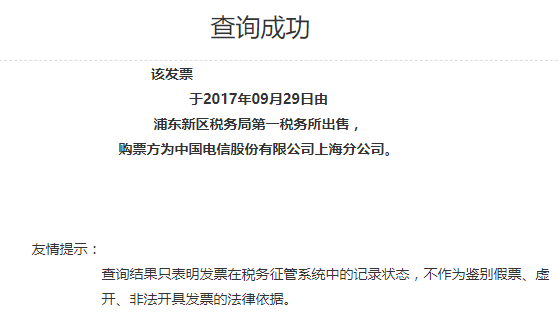 查询成功
该发票
于2017年09月29日由
浦东新区税务局第一税务所出售，
购票方为中国电信股份有限公司上海分公司。
友情提示：
查询结果只表明发票在税务征管系统中的记录状态，不作为鉴别假票、虚
开、非法开具发票的法律依据。